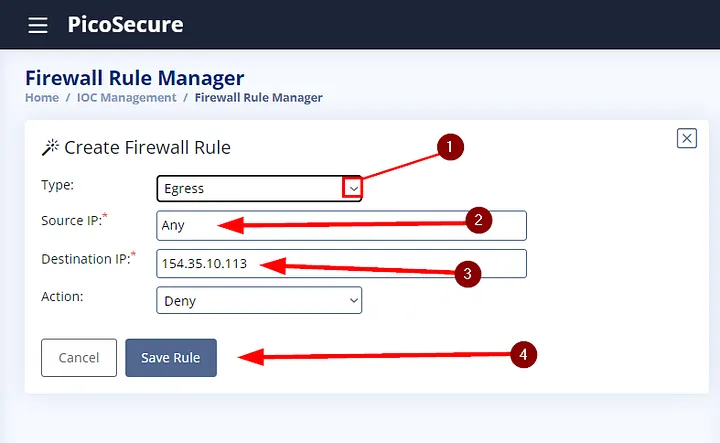 PicoSecure
Firewall Rule Manager
Home / IOC Management / Firewall Rule Manager
Create Firewall Rule
1
Type: Egress
Source IP:* Any 2
Destination IP:* 154.35.10.113 3
Action: Deny
Cancel Save Rule 4